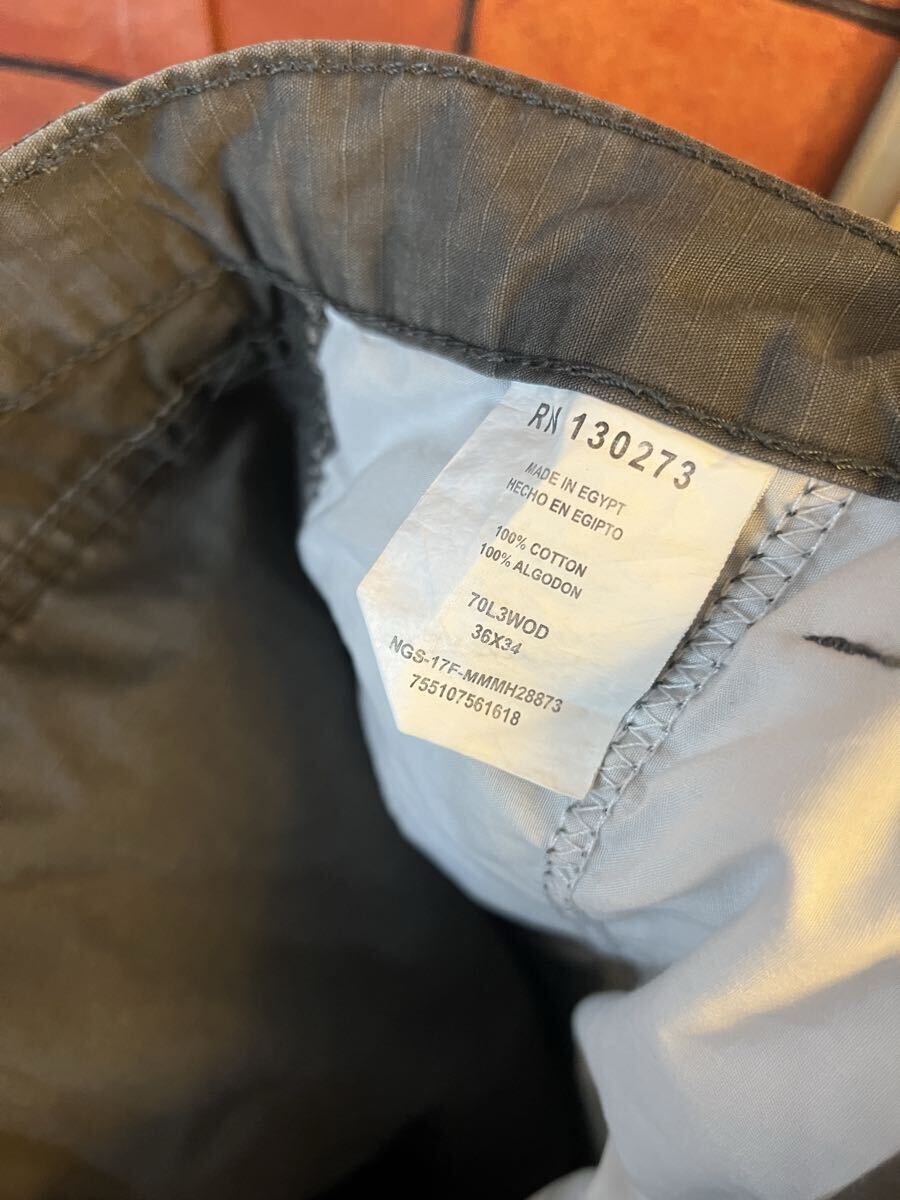 RN 130273
MADE IN EGYPT
HECHO EN EGIPTO
100% COTTON
100% ALGODON
70L3WOD
36X34
NGS-17F-MMMH28873
755107561618